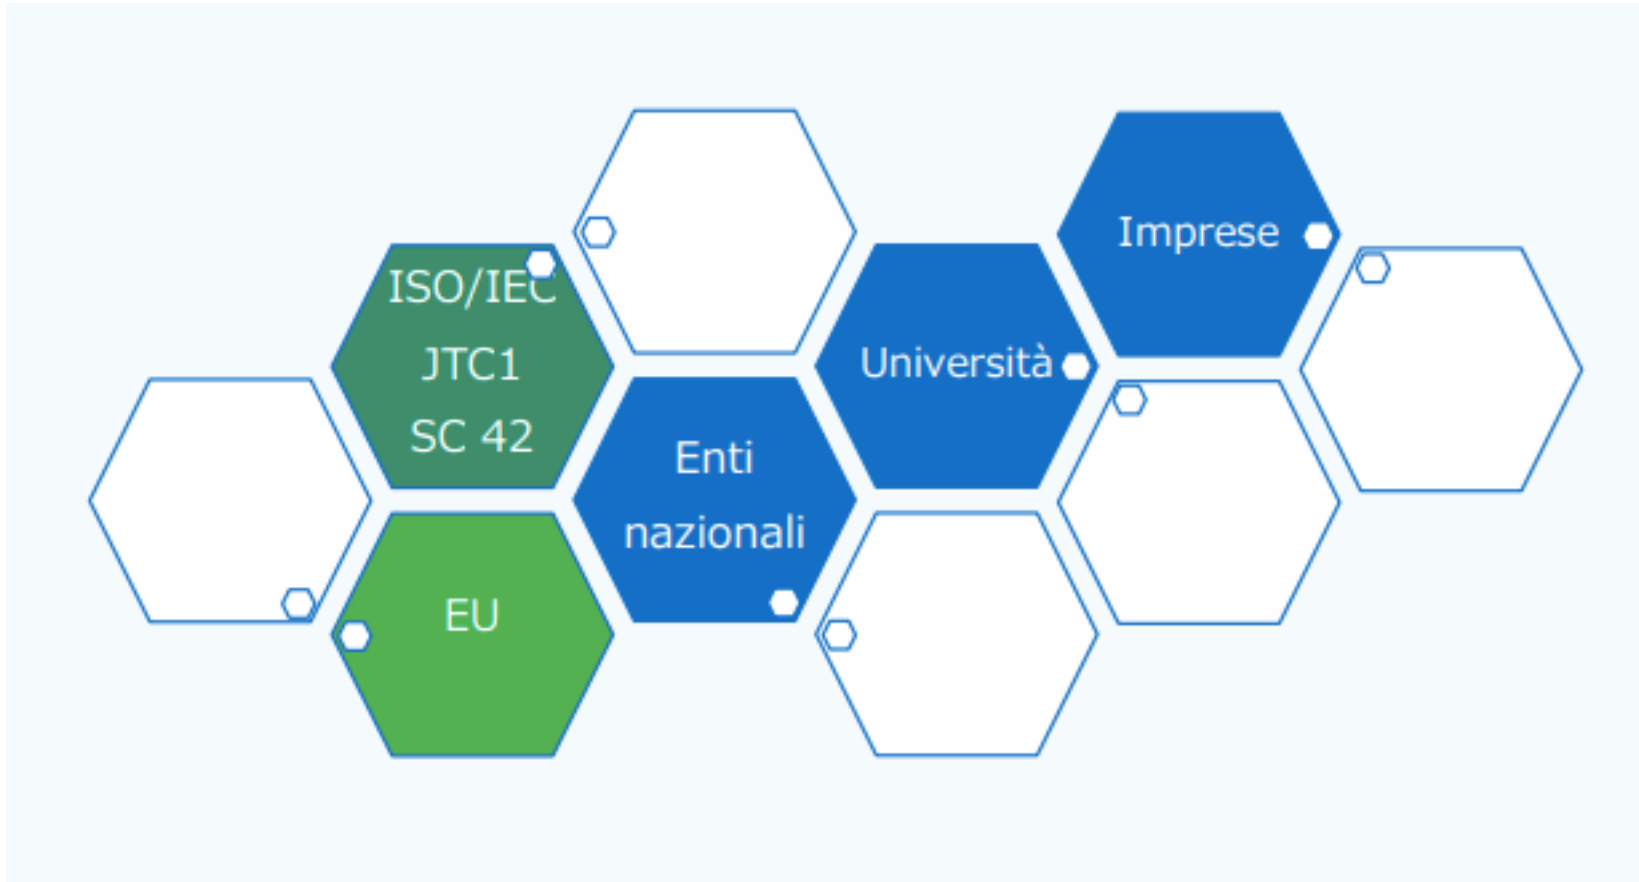 ISO/IEC
JTC1
SC 42
EU
Enti
nazionali
Università
Imprese